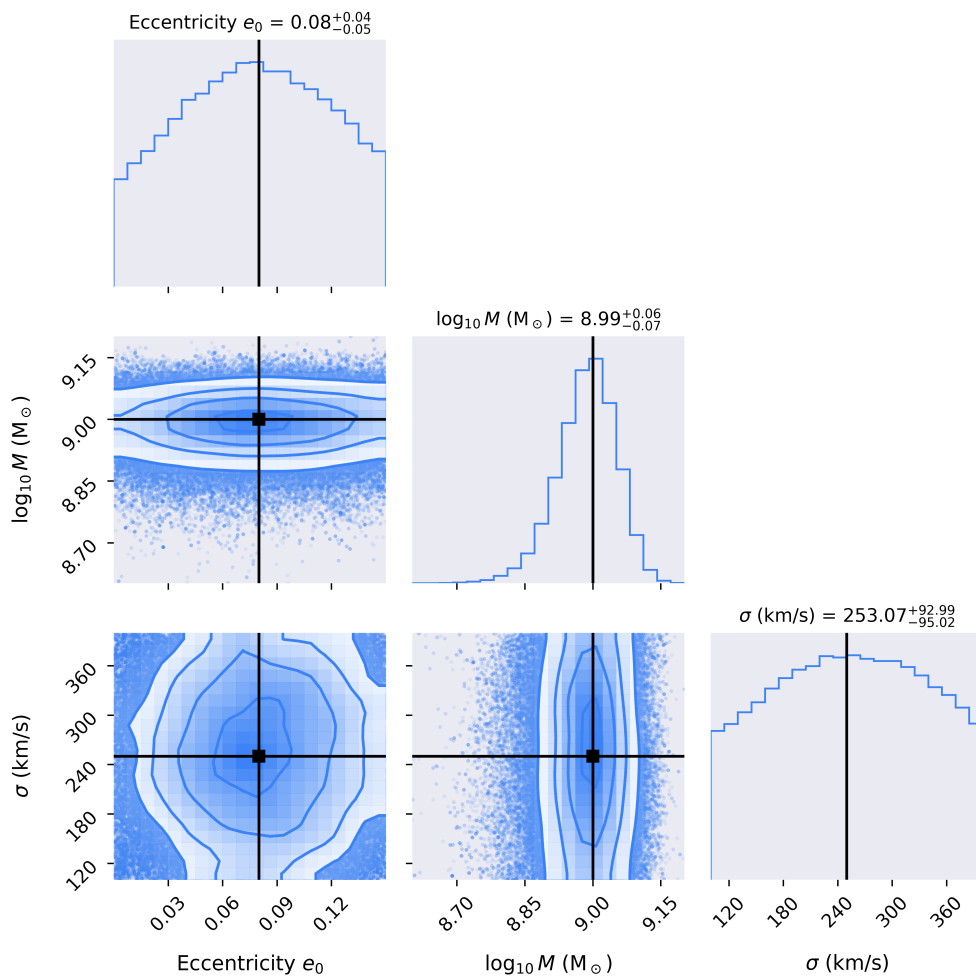 Eccentricity e₀ = 0.08⁺⁰·⁰⁴₋₀.₀₅
log₁₀ M (M⊙) = 8.99⁺⁰·⁰⁶₋₀.₀₇
9.15
9.00
8.85
8.70
log₁₀ M (M⊙)
σ (km/s) = 253.07⁺⁹²·⁹⁹₋₉₅.₀₂
360
300
240
180
120
σ (km/s)
0.03 0.06 0.09 0.12
8.70 8.85 9.00 9.15
120 180 240 300 360
Eccentricity e₀
log₁₀ M (M⊙)
σ (km/s)